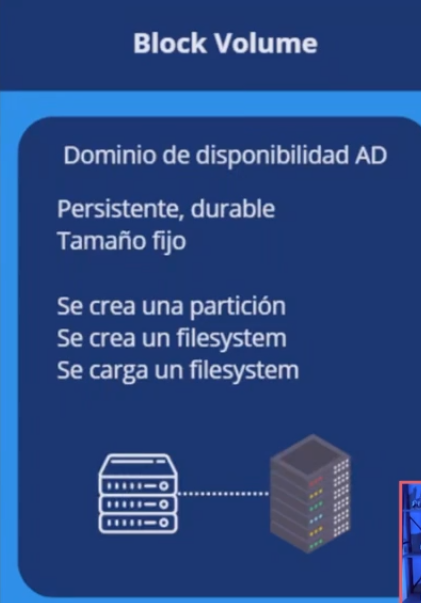 Block Volume
Dominio de disponibilidad AD
Persistente, durable
Tamaño fijo
Se crea una partición
Se crea un filesystem
Se carga un filesystem